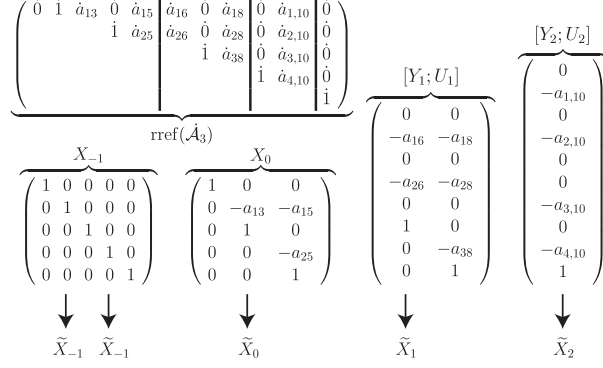 0̇ 1̇ ȧ₁₃ 0̇ ȧ₁₅ ȧ₁₆ 0̇ ȧ₁₈ 0̇ ȧ₁,₁₀ 0̇
1̇ ȧ₂₅ ȧ₂₆ 0̇ ȧ₂₈ 0̇ ȧ₂,₁₀ 0̇
1̇ ȧ₃₈ 0̇ ȧ₃,₁₀ 0̇
1̇ ȧ₄,₁₀ 0̇
1̇
rref(𝒜̇₃)
X₋₁
1 0 0 0 0
0 1 0 0 0
0 0 1 0 0
0 0 0 1 0
0 0 0 0 1
X̃₋₁ X̃₋₁
X₀
1 0 0
0 −a₁₃ −a₁₅
0 1 0
0 0 −a₂₅
0 0 1
X̃₀
[Y₁; U₁]
0 0
−a₁₆ −a₁₈
0 0
−a₂₆ −a₂₈
0 0
1 0
0 −a₃₈
0 1
X̃₁
[Y₂; U₂]
0
−a₁,₁₀
0
−a₂,₁₀
0
0
−a₃,₁₀
0
−a₄,₁₀
1
X̃₂